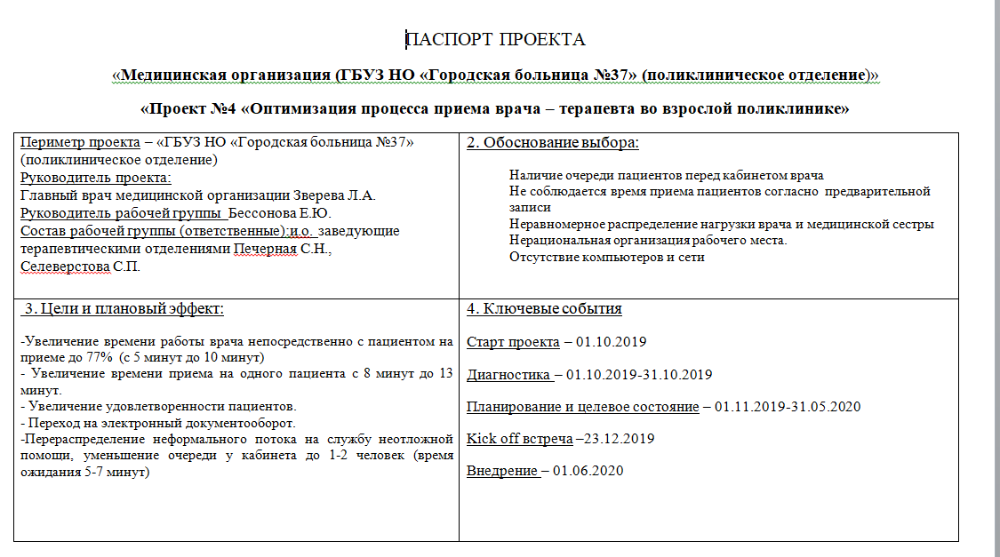 ПАСПОРТ ПРОЕКТА
«Медицинская организация (ГБУЗ НО «Городская больница №37» (поликлиническое отделение)»
«Проект №4 «Оптимизация процесса приема врача – терапевта во взрослой поликлинике»
Периметр проекта – «ГБУЗ НО «Городская больница №37»
(поликлиническое отделение)
Руководитель проекта:
Главный врач медицинской организации Зверева Л.А.
Руководитель рабочей группы Бессонова Е.Ю.
Состав рабочей группы (ответственные):и.о. заведующие
терапевтическими отделениями Печерная С.Н.,
Селеверстова С.П.
2. Обоснование выбора:
Наличие очереди пациентов перед кабинетом врача
Не соблюдается время приема пациентов согласно предварительной
записи
Неравномерное распределение нагрузки врача и медицинской сестры
Нерациональная организация рабочего места.
Отсутствие компьютеров и сети
3. Цели и плановый эффект:
-Увеличение времени работы врача непосредственно с пациентом на
приеме до 77% (с 5 минут до 10 минут)
- Увеличение времени приема на одного пациента с 8 минут до 13
минут.
- Увеличение удовлетворенности пациентов.
- Переход на электронный документооборот.
-Перераспределение неформального потока на службу неотложной
помощи, уменьшение очереди у кабинета до 1-2 человек (время
ожидания 5-7 минут)
4. Ключевые события
Старт проекта – 01.10.2019
Диагностика – 01.10.2019-31.10.2019
Планирование и целевое состояние – 01.11.2019-31.05.2020
Kick off встреча –23.12.2019
Внедрение – 01.06.2020